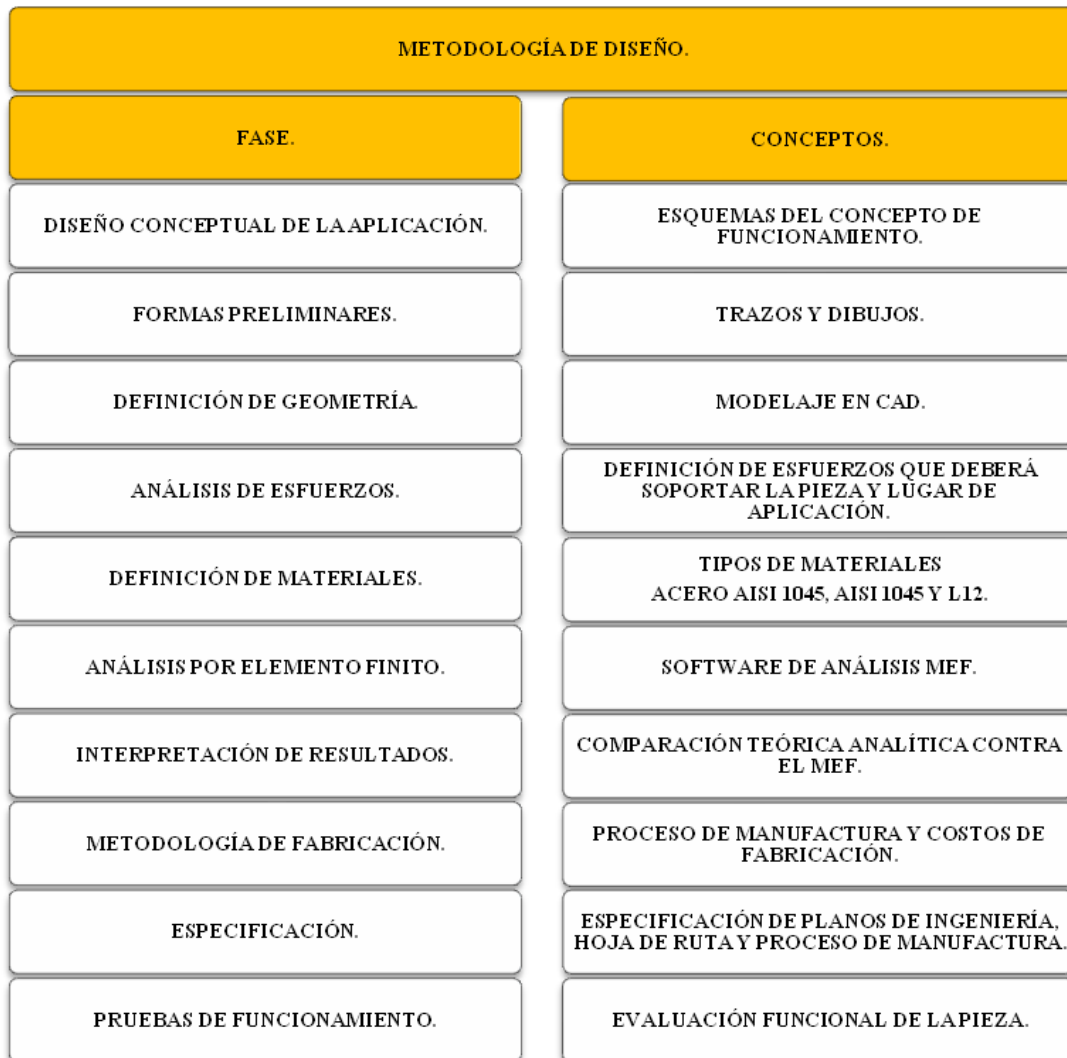 METODOLOGÍA DE DISEÑO.
FASE.
CONCEPTOS.
DISEÑO CONCEPTUAL DE LA APLICACIÓN.
ESQUEMAS DEL CONCEPTO DE
FUNCIONAMIENTO.
FORMAS PRELIMINARES.
TRAZOS Y DIBUJOS.
DEFINICIÓN DE GEOMETRÍA.
MODELAJE EN CAD.
ANÁLISIS DE ESFUERZOS.
DEFINICIÓN DE ESFUERZOS QUE DEBERÁ
SOPORTAR LA PIEZA Y LUGAR DE
APLICACIÓN.
DEFINICIÓN DE MATERIALES.
TIPOS DE MATERIALES
ACERO AISI 1045, AISI 1045 Y L12.
ANÁLISIS POR ELEMENTO FINITO.
SOFTWARE DE ANÁLISIS MEF.
INTERPRETACIÓN DE RESULTADOS.
COMPARACIÓN TEÓRICA ANALÍTICA CONTRA
EL MEF.
METODOLOGÍA DE FABRICACIÓN.
PROCESO DE MANUFACTURA Y COSTOS DE
FABRICACIÓN.
ESPECIFICACIÓN.
ESPECIFICACIÓN DE PLANOS DE INGENIERÍA,
HOJA DE RUTA Y PROCESO DE MANUFACTURA.
PRUEBAS DE FUNCIONAMIENTO.
EVALUACIÓN FUNCIONAL DE LA PIEZA.